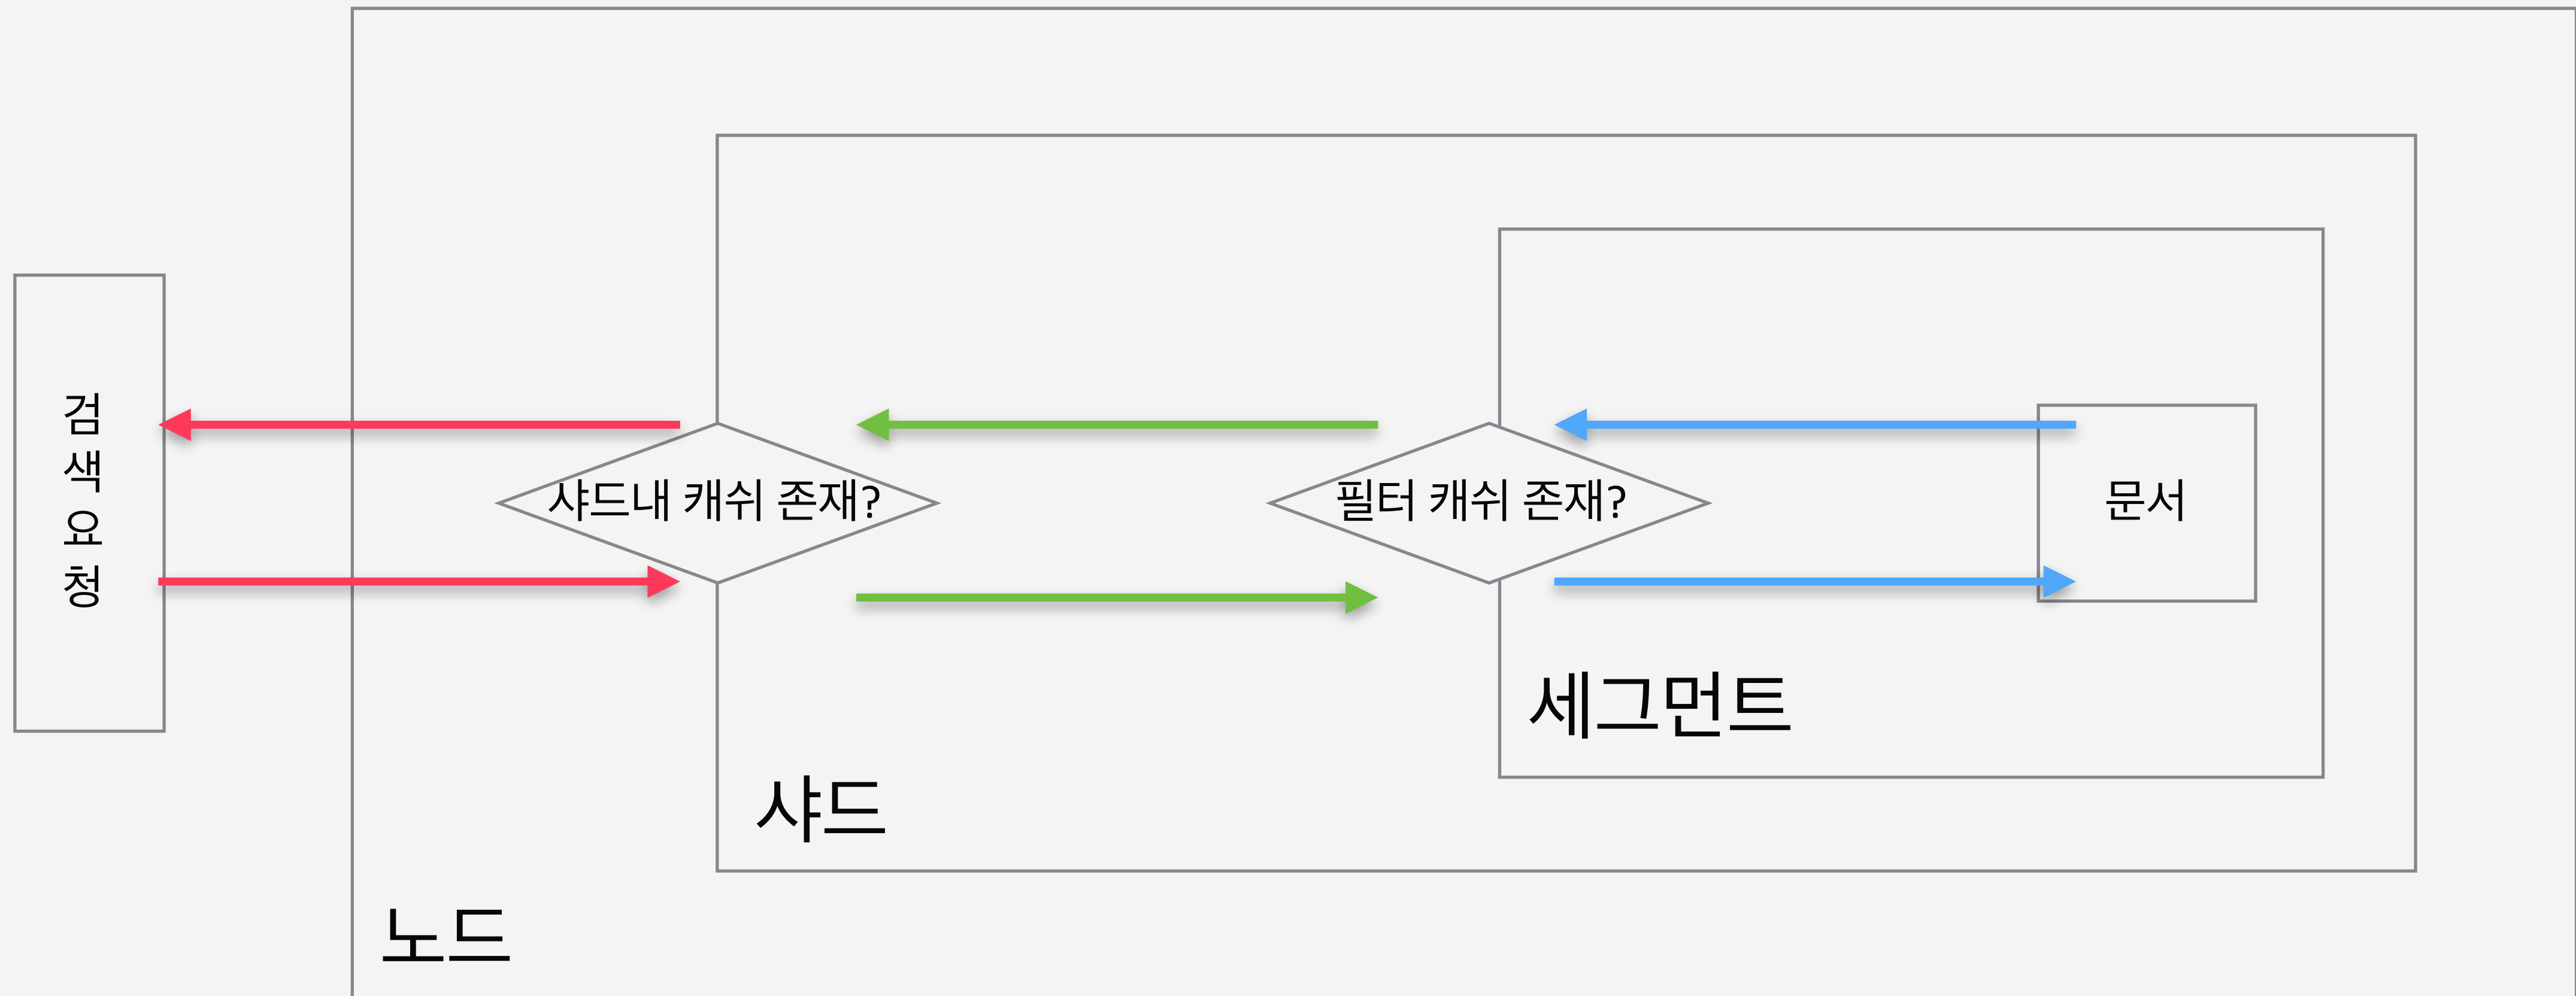 검
색
요
청
샤드내 캐쉬 존재?
필터 캐쉬 존재?
문서
세그먼트
샤드
노드